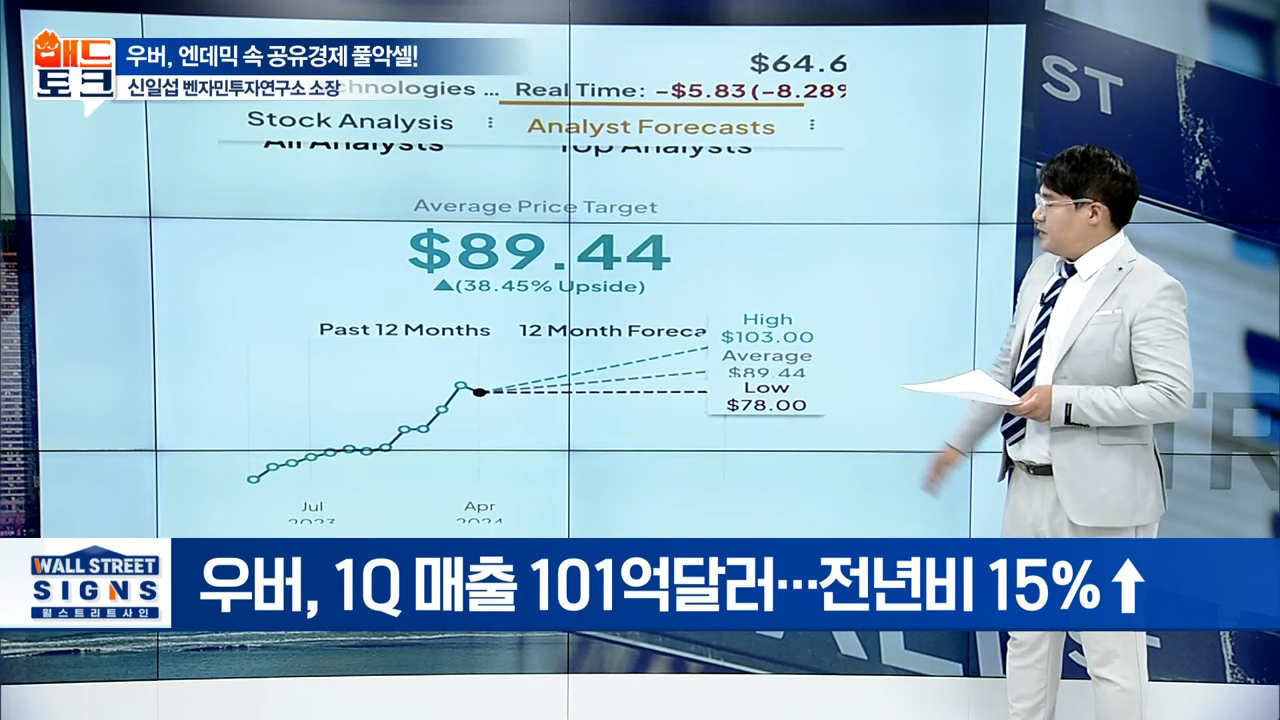 매드
토크
우버, 엔데믹 속 공유경제 풀악셀!
신일섭 벤자민투자연구소 소장
$64.6
hnologies ... Real Time: -$5.83(-8.28%
Stock Analysis
Analyst Forecasts
All Analysts
Top Analysts
Average Price Target
$89.44
▲(38.45% Upside)
Past 12 Months
12 Month Foreca
High
$103.00
Average
$89.44
Low
$78.00
Jul
2023
Apr
2024
ST
TR
WALL STREET
SIGNS
월스트리트사인
우버, 1Q 매출 101억달러…전년비 15%↑